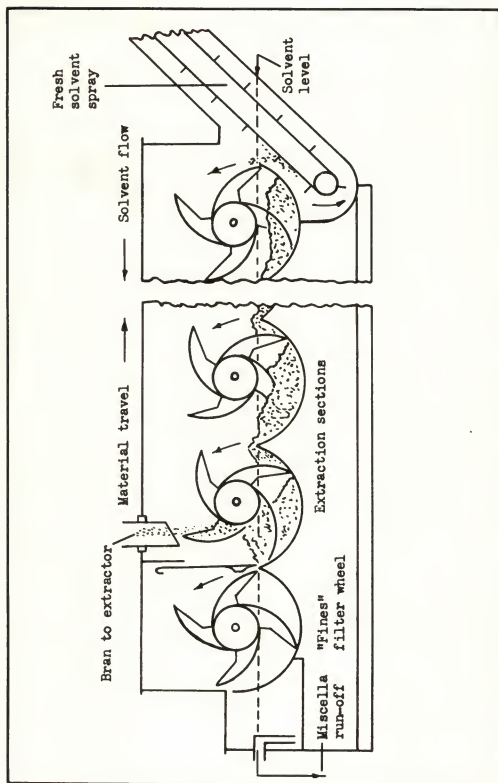 Fresh
solvent
spray
Solvent flow
Solvent
level
Material travel
Bran to extractor
Extraction sections
"Fines"
filter wheel
Miscella
run-off